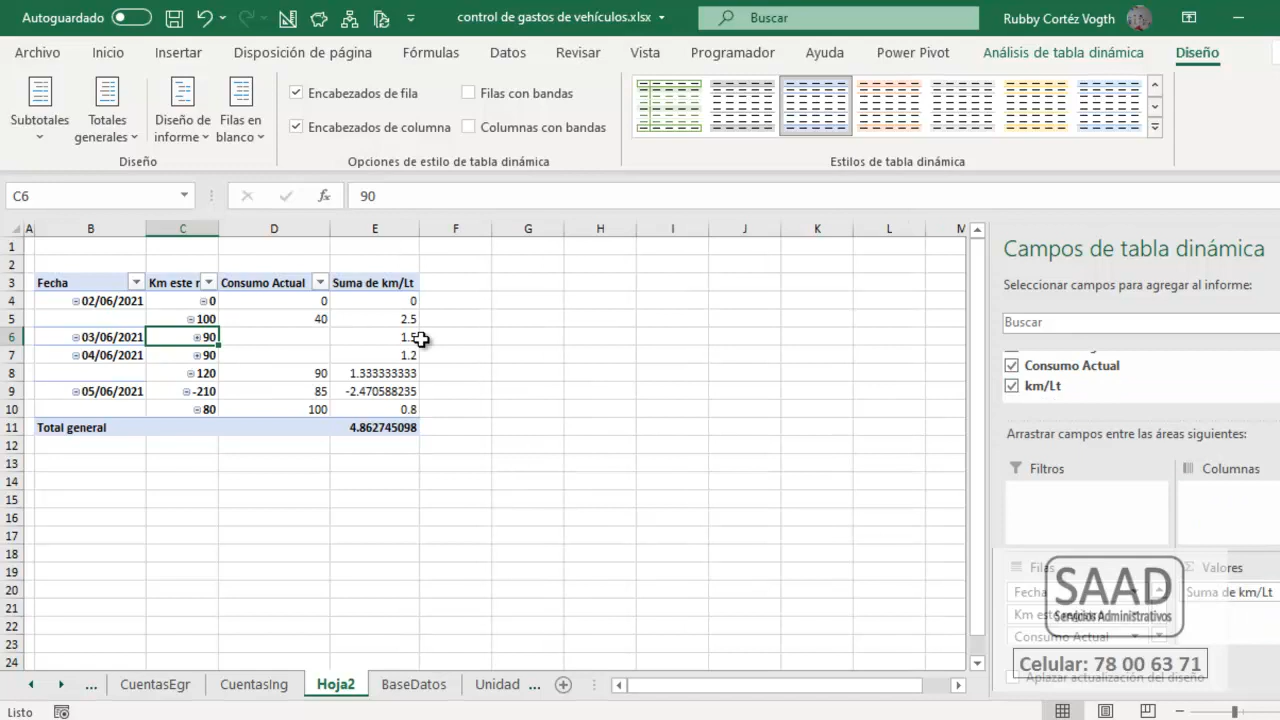 Autoguardado
control de gastos de vehículos.xlsx
Buscar
Rubby Cortéz Vogth
Archivo Inicio Insertar Disposición de página Fórmulas Datos Revisar Vista Programador Ayuda Power Pivot Análisis de tabla dinámica Diseño
Subtotales
Totales generales
Diseño de informe
Filas en blanco
Encabezados de fila
Filas con bandas
Encabezados de columna
Columnas con bandas
Diseño
Opciones de estilo de tabla dinámica
Estilos de tabla dinámica
C6
fx
90
A B C D E F G H I J K L M
1
2
3 Fecha Km este r Consumo Actual Suma de km/Lt
4 02/06/2021 0 0 0
5 100 40 2.5
6 03/06/2021 90 1.5
7 04/06/2021 90 1.2
8 120 90 1.333333333
9 05/06/2021 -210 85 -2.470588235
10 80 100 0.8
11 Total general 4.862745098
12
13
14
15
16
17
18
19
20
21
22
23
24
Campos de tabla dinámica
Seleccionar campos para agregar al informe:
Buscar
Consumo Actual
km/Lt
Arrastrar campos entre las áreas siguientes:
Filtros
Columnas
Filas
Valores
Fecha
Suma de km/Lt
Km este
Consumo Actual
SAAD
Servicios Administrativos
Celular: 78 00 63 71
Aplazar actualización del diseño
... CuentasEgr CuentasIng Hoja2 BaseDatos Unidad ...
Listo